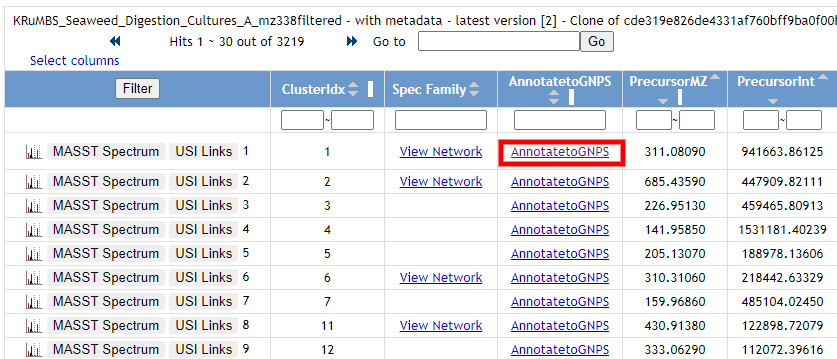 KRuMBS_Seaweed_Digestion_Cultures_A_mz338filtered - with metadata - latest version [2] - Clone of cde319e826de4331af760bff9ba0f00
Hits 1 ~ 30 out of 3219 Go to Go
Select columns
Filter ClusterIdx Spec Family AnnotatetoGNPS PrecursorMZ PrecursorInt
~ ~ ~
MASST Spectrum USI Links 1 1 View Network AnnotatetoGNPS 311.08090 941663.86125
MASST Spectrum USI Links 2 2 View Network AnnotatetoGNPS 685.43590 447909.82111
MASST Spectrum USI Links 3 3 AnnotatetoGNPS 226.95130 459465.80913
MASST Spectrum USI Links 4 4 AnnotatetoGNPS 141.95850 1531181.40239
MASST Spectrum USI Links 5 5 AnnotatetoGNPS 205.13070 188978.13606
MASST Spectrum USI Links 6 6 View Network AnnotatetoGNPS 310.31060 218442.63329
MASST Spectrum USI Links 7 7 AnnotatetoGNPS 159.96860 485104.02450
MASST Spectrum USI Links 8 11 View Network AnnotatetoGNPS 430.91380 122898.72079
MASST Spectrum USI Links 9 12 AnnotatetoGNPS 333.06290 112072.39616